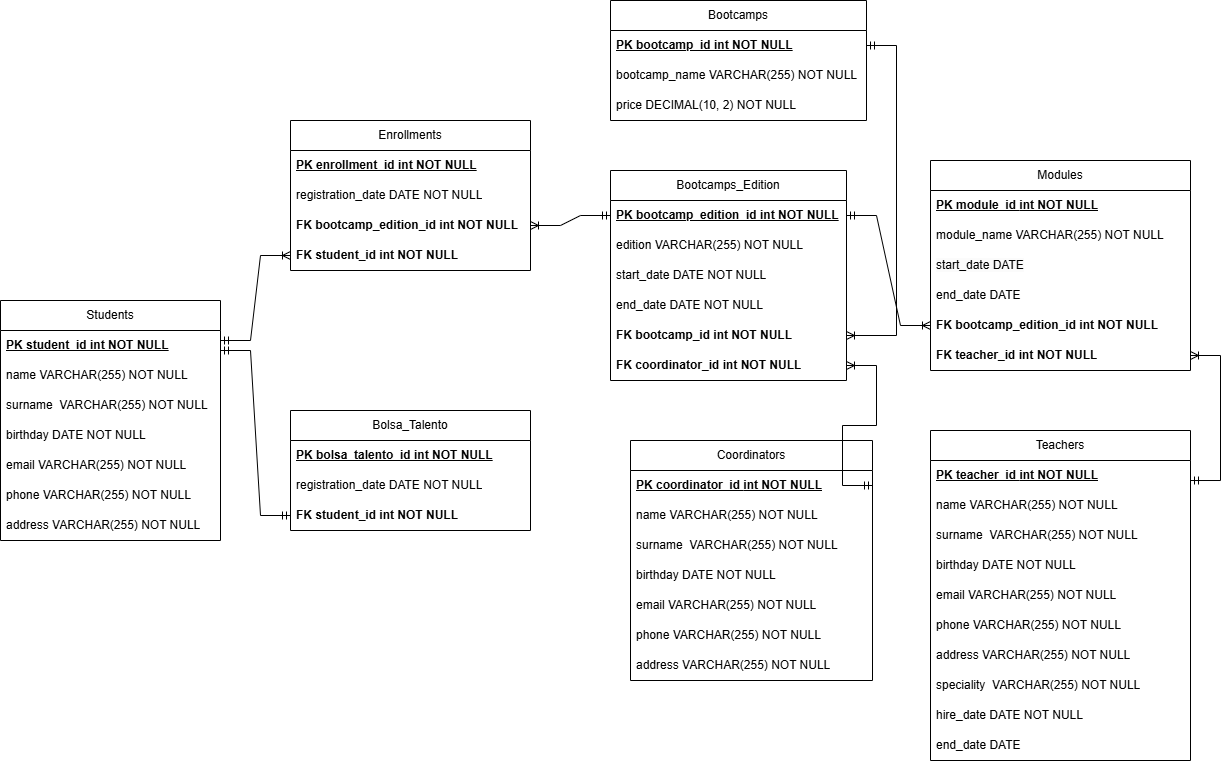 Bootcamps
PK bootcamp_id int NOT NULL
bootcamp_name VARCHAR(255) NOT NULL
price DECIMAL(10, 2) NOT NULL
Enrollments
PK enrollment_id int NOT NULL
registration_date DATE NOT NULL
FK bootcamp_edition_id int NOT NULL
FK student_id int NOT NULL
Bootcamps_Edition
PK bootcamp_edition_id int NOT NULL
edition VARCHAR(255) NOT NULL
start_date DATE NOT NULL
end_date DATE NOT NULL
FK bootcamp_id int NOT NULL
FK coordinator_id int NOT NULL
Modules
PK module_id int NOT NULL
module_name VARCHAR(255) NOT NULL
start_date DATE
end_date DATE
FK bootcamp_edition_id int NOT NULL
FK teacher_id int NOT NULL
Students
PK student_id int NOT NULL
name VARCHAR(255) NOT NULL
surname  VARCHAR(255) NOT NULL
birthday DATE NOT NULL
email VARCHAR(255) NOT NULL
phone VARCHAR(255) NOT NULL
address VARCHAR(255) NOT NULL
Bolsa_Talento
PK bolsa_talento_id int NOT NULL
registration_date DATE NOT NULL
FK student_id int NOT NULL
Coordinators
PK coordinator_id int NOT NULL
name VARCHAR(255) NOT NULL
surname  VARCHAR(255) NOT NULL
birthday DATE NOT NULL
email VARCHAR(255) NOT NULL
phone VARCHAR(255) NOT NULL
address VARCHAR(255) NOT NULL
Teachers
PK teacher_id int NOT NULL
name VARCHAR(255) NOT NULL
surname  VARCHAR(255) NOT NULL
birthday DATE NOT NULL
email VARCHAR(255) NOT NULL
phone VARCHAR(255) NOT NULL
address VARCHAR(255) NOT NULL
speciality  VARCHAR(255) NOT NULL
hire_date DATE NOT NULL
end_date DATE